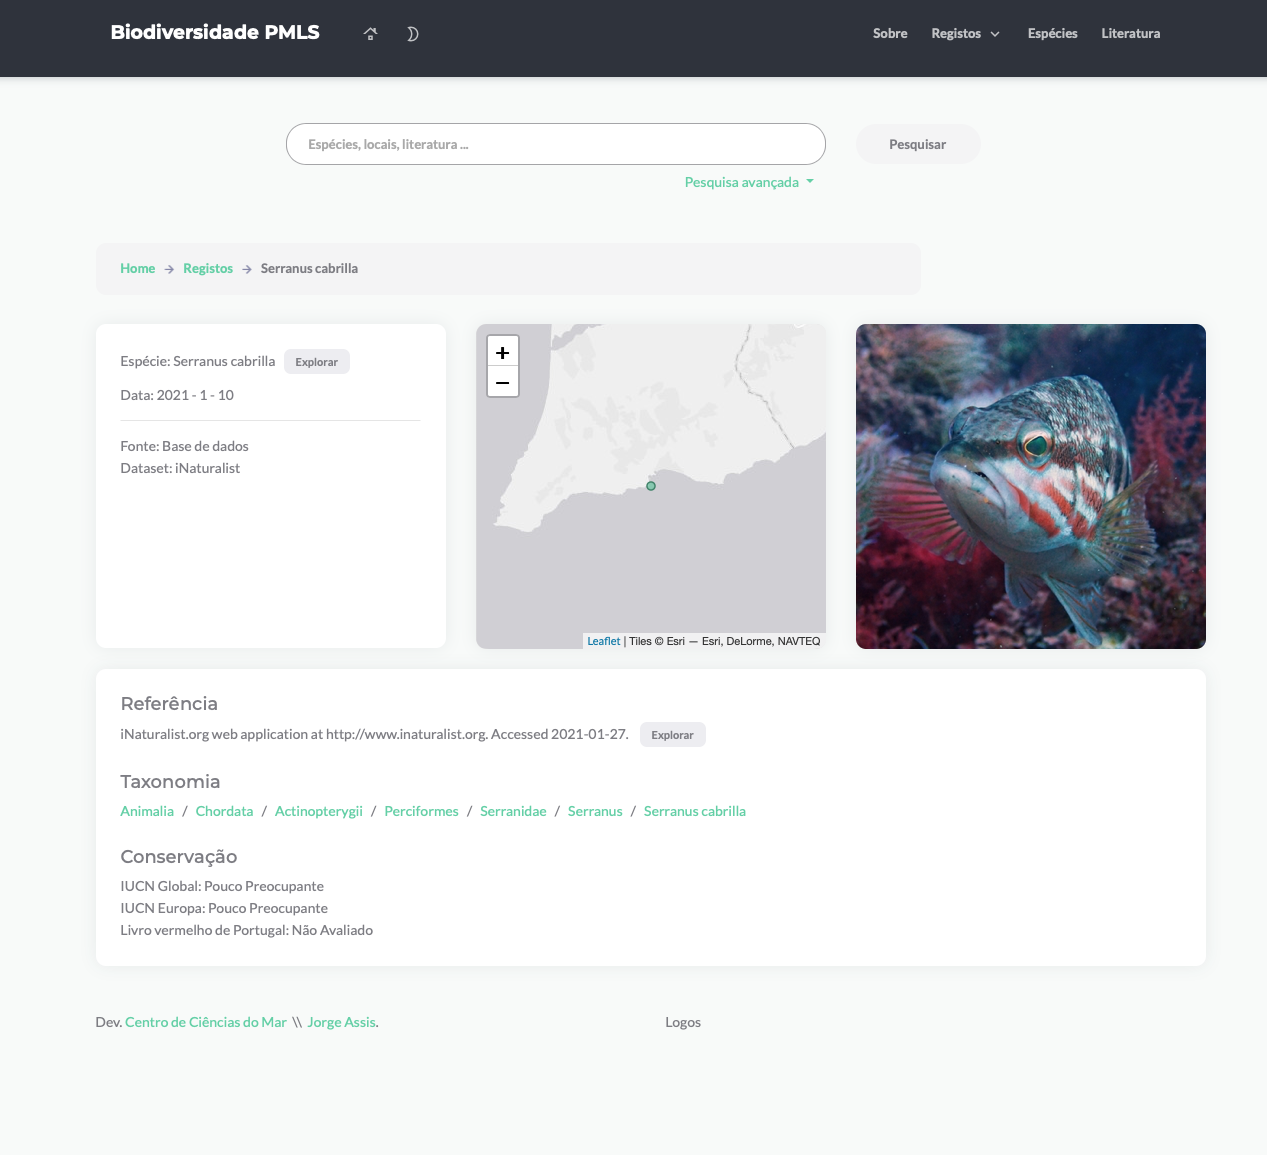 Biodiversidade PMLS
Sobre Registos Espécies Literatura
Espécies, locais, literatura ...
Pesquisar
Pesquisa avançada
Home → Registos → Serranus cabrilla
Espécie: Serranus cabrilla Explorar
Data: 2021 - 1 - 10
Fonte: Base de dados
Dataset: iNaturalist
+
−
Leaflet | Tiles © Esri — Esri, DeLorme, NAVTEQ
Referência
iNaturalist.org web application at http://www.inaturalist.org. Accessed 2021-01-27. Explorar
Taxonomia
Animalia / Chordata / Actinopterygii / Perciformes / Serranidae / Serranus / Serranus cabrilla
Conservação
IUCN Global: Pouco Preocupante
IUCN Europa: Pouco Preocupante
Livro vermelho de Portugal: Não Avaliado
Dev. Centro de Ciências do Mar \\ Jorge Assis.
Logos